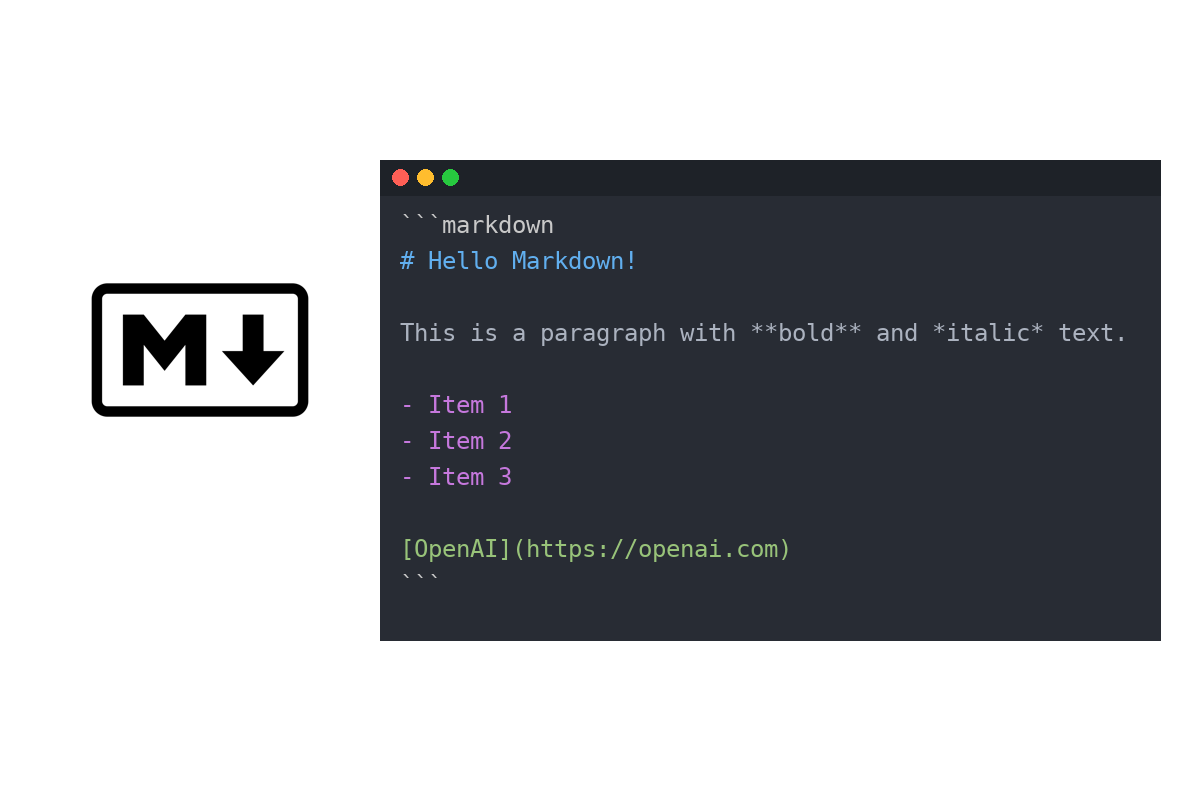 M
```markdown
# Hello Markdown!
This is a paragraph with **bold** and *italic* text.
- Item 1
- Item 2
- Item 3
[OpenAI](https://openai.com)
```